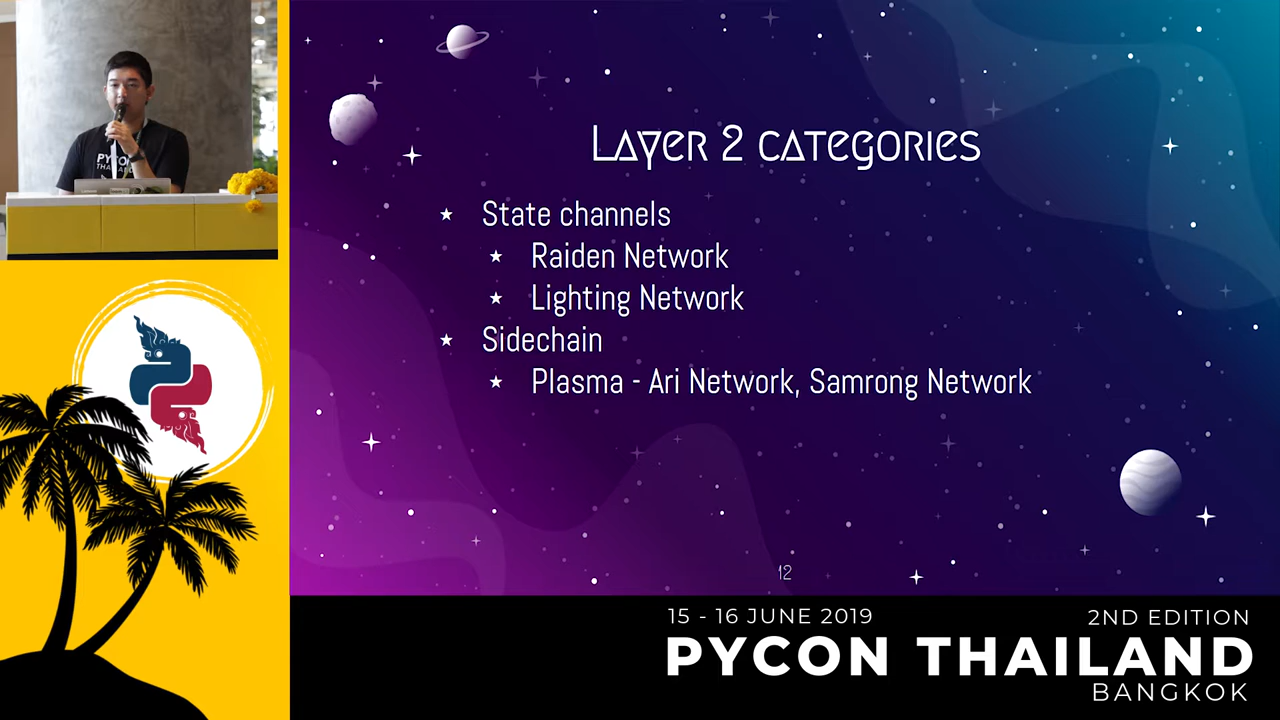 Layer 2 categories
★ State channels
★ Raiden Network
★ Lighting Network
★ Sidechain
★ Plasma - Ari Network, Samrong Network
12
15 - 16 JUNE 2019
2ND EDITION
PYCON THAILAND
BANGKOK